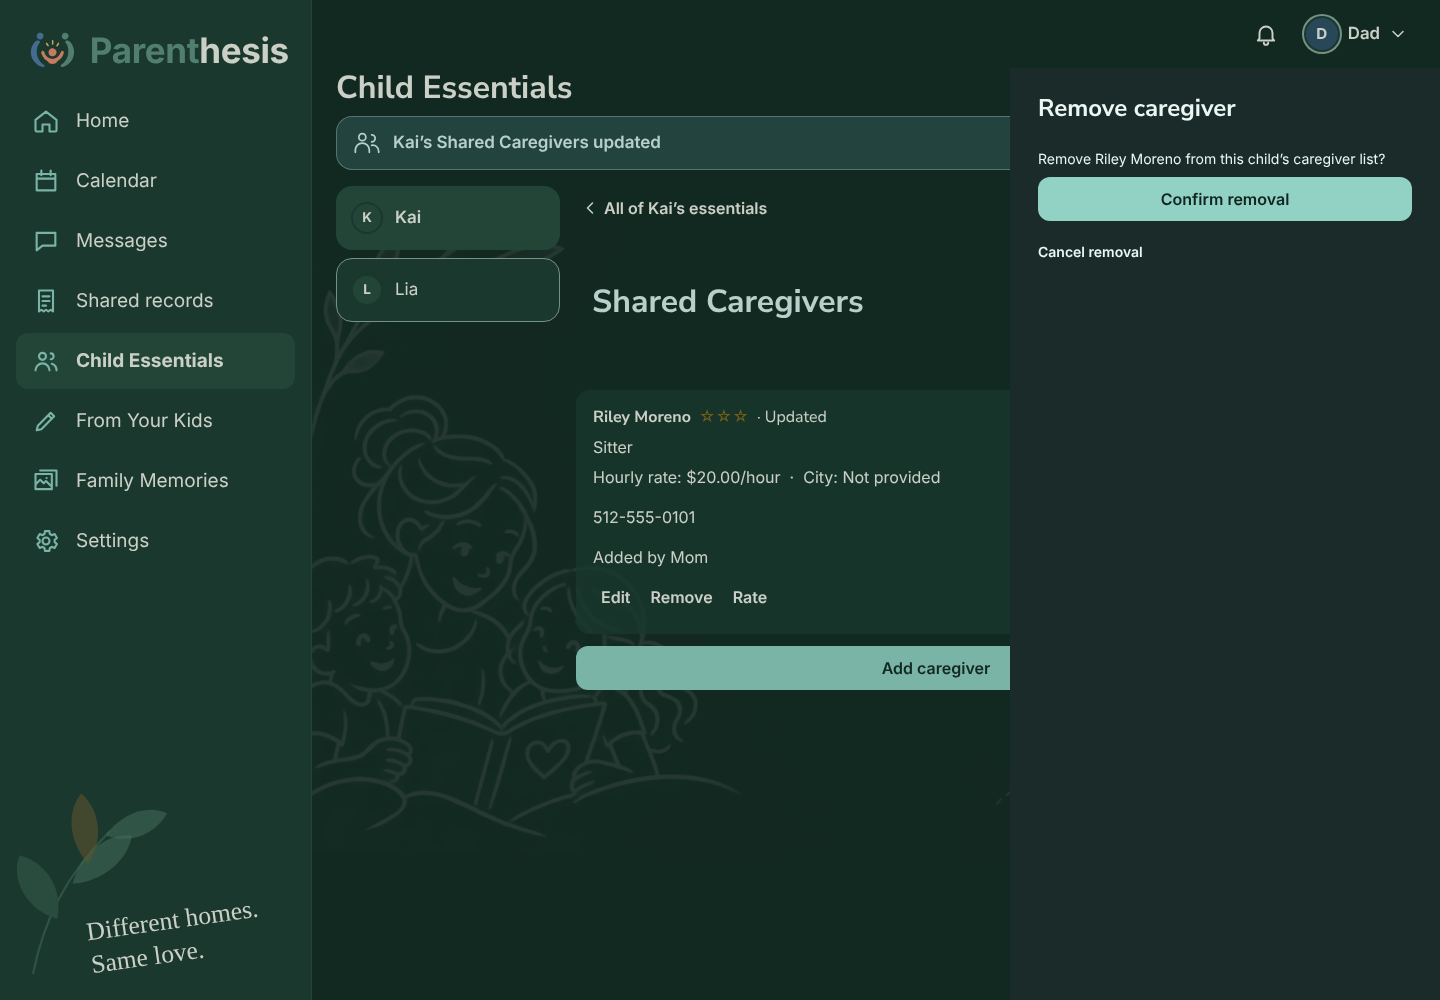 Parenthesis
Home
Calendar
Messages
Shared records
Child Essentials
From Your Kids
Family Memories
Settings
Different homes.
Same love.
D Dad
Child Essentials
Kai’s Shared Caregivers updated
K Kai
L Lia
All of Kai’s essentials
Shared Caregivers
Riley Moreno ☆☆☆ · Updated
Sitter
Hourly rate: $20.00/hour · City: Not provided
512-555-0101
Added by Mom
Edit Remove Rate
Add caregiver
Remove caregiver
Remove Riley Moreno from this child’s caregiver list?
Confirm removal
Cancel removal